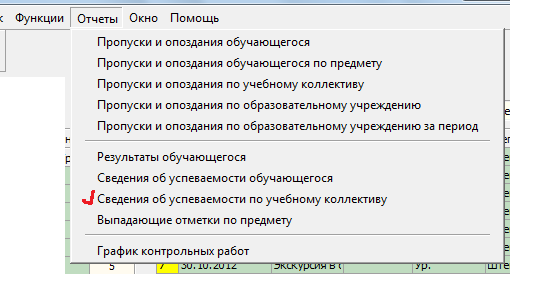 Функции Отчеты Окно Помощь
Пропуски и опоздания обучающегося
Пропуски и опоздания обучающегося по предмету
Пропуски и опоздания по учебному коллективу
Пропуски и опоздания по образовательному учреждению
Пропуски и опоздания по образовательному учреждению за период
Результаты обучающегося
Сведения об успеваемости обучающегося
Сведения об успеваемости по учебному коллективу
Выпадающие отметки по предмету
График контрольных работ
5 7 30.10.2012 Экскурсия в Ур. Ште